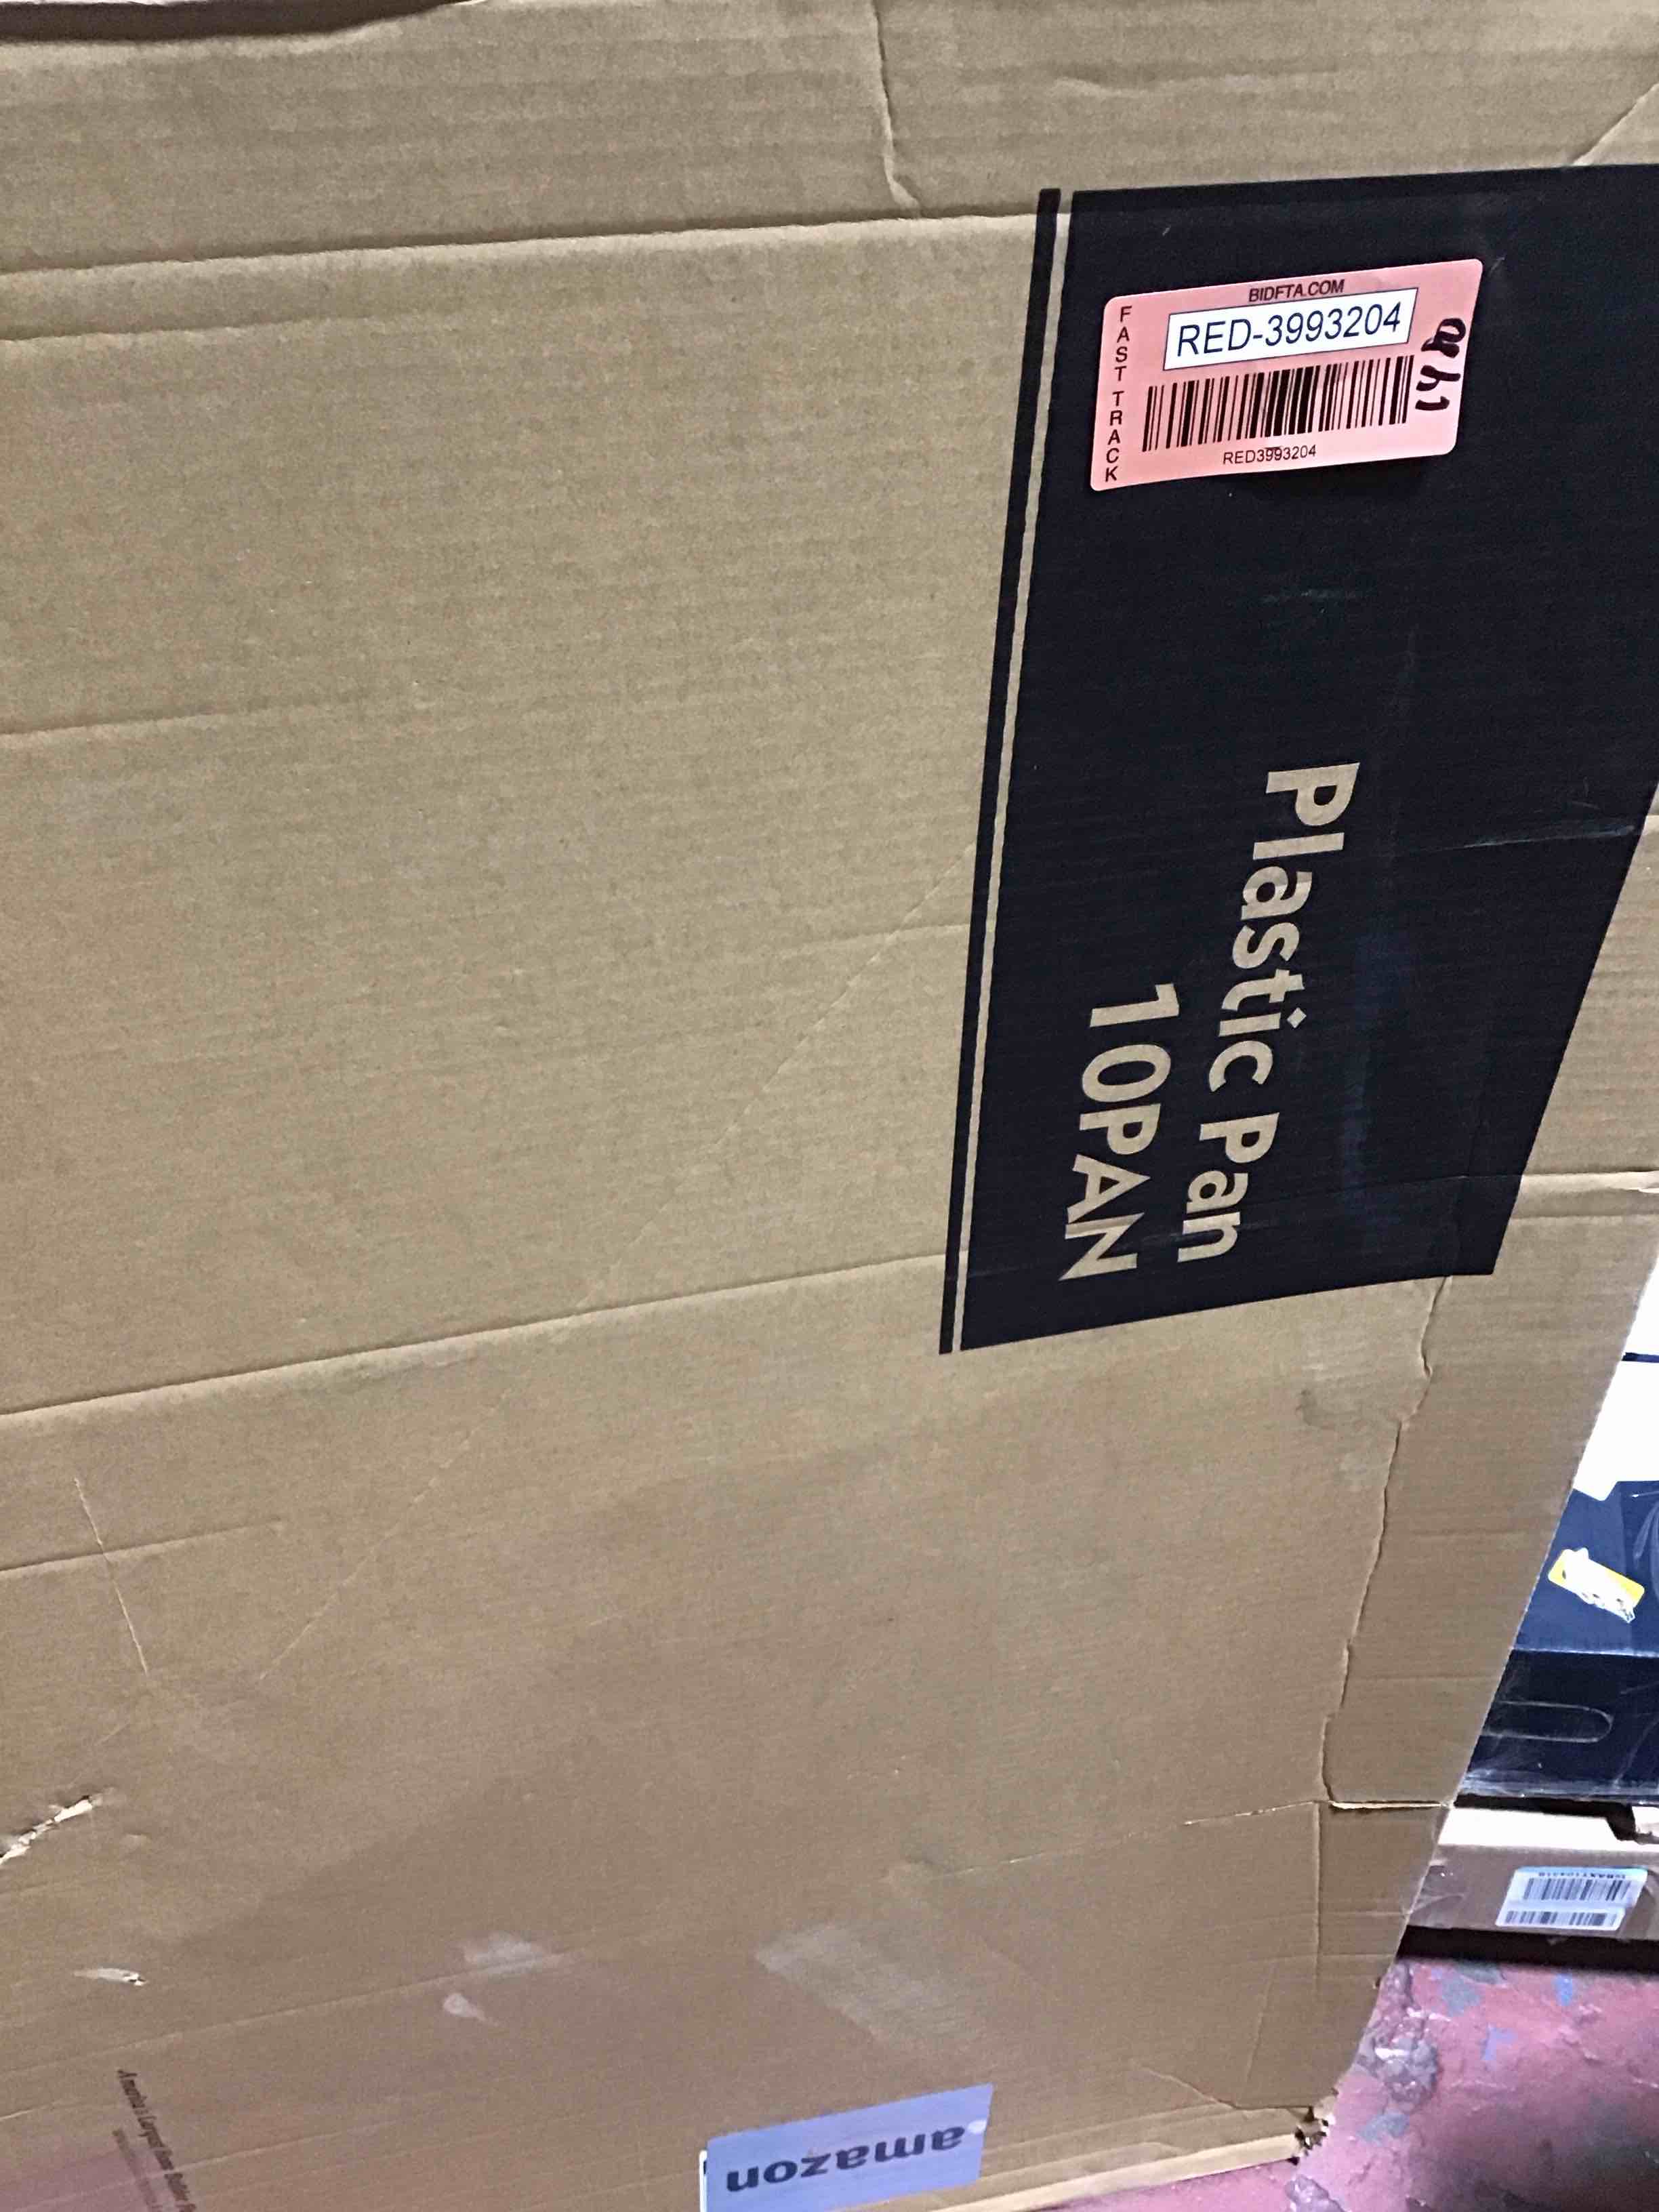 BIDFTA.COM
FAST TRACK
RED-3993204
RED3993204
Plastic Pan
10PAN
amazon